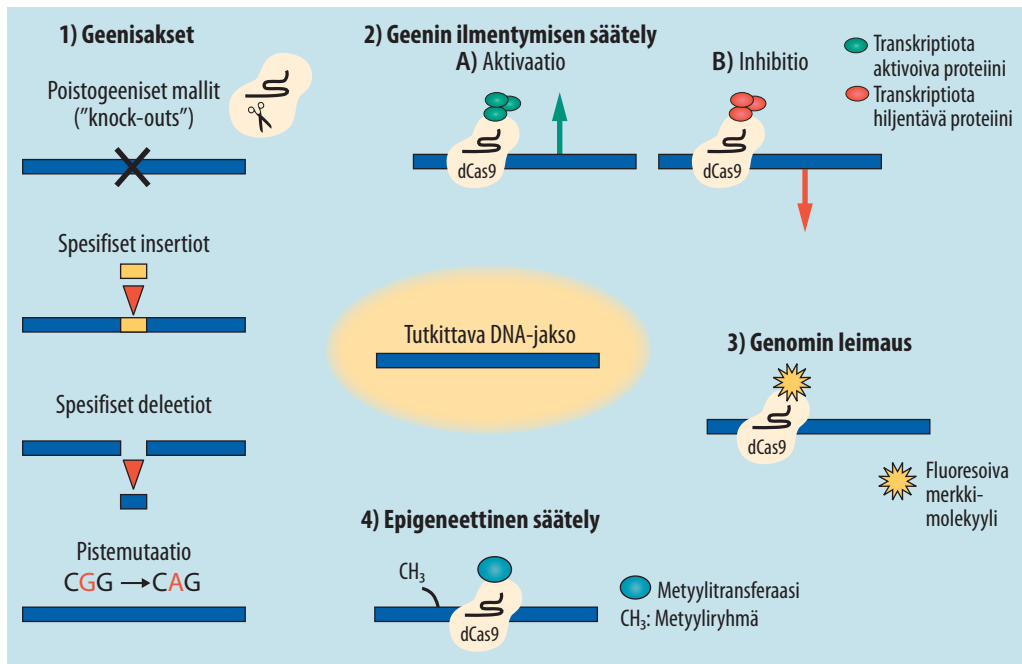 1) Geenisakset
Poistogeeniset mallit
("knock-outs")
Spesifiset insertiot
Spesifiset deleetiot
Pistemutaatio
CGG → CAG
2) Geenin ilmentymisen säätely
A) Aktivaatio
dCas9
B) Inhibitio
dCas9
Transkriptiota
aktivoiva proteiini
Transkriptiota
hiljentävä proteiini
Tutkittava DNA-jakso
3) Genomin leimaus
dCas9
Fluoresoiva
merkki-
molekyyli
4) Epigeneettinen säätely
CH₃
dCas9
Metyylitransferaasi
CH₃: Metyyliryhmä